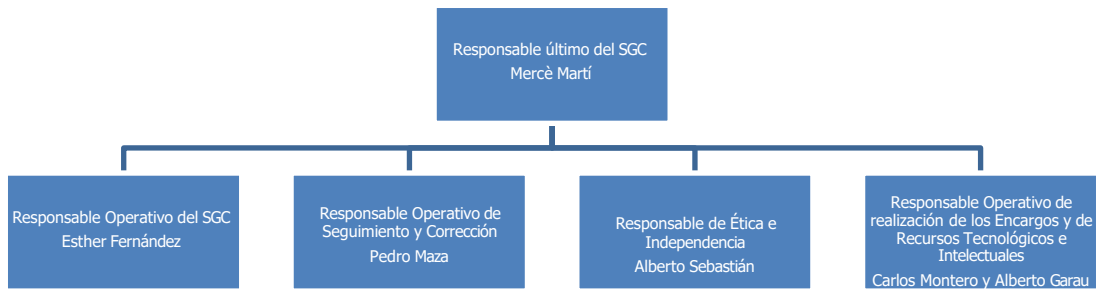 Responsable último del SGC
Mercè Martí
Responsable Operativo del SGC
Esther Fernández
Responsable Operativo de
Seguimiento y Corrección
Pedro Maza
Responsable de Ética e
Independencia
Alberto Sebastián
Responsable Operativo de
realización de los Encargos y de
Recursos Tecnológicos e
Intelectuales
Carlos Montero y Alberto Garau